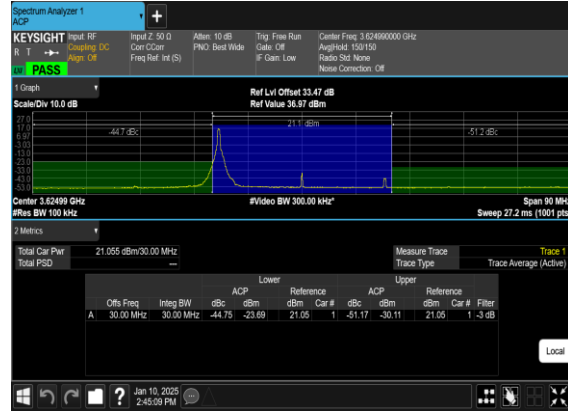 Spectrum Analyzer 1
ACP
+
KEYSIGHT Input: RF Input Z: 50 Ω Atten: 10 dB Trig: Free Run Center Freq: 3.624990000 GHz
R T Coupling: DC Corr CCorr PNO: Best Wide Gate: Off Avg|Hold: 150/150
Align: Off Freq Ref: Int (S) IF Gain: Low Radio Std: None
Noise Correction: Off
PASS
1 Graph Ref Lvl Offset 33.47 dB
Scale/Div 10.0 dB Ref Value 36.97 dBm
27.0
17.0
6.97
-3.03
-13.0
-23.0
-33.0
-43.0
-53.0
-44.7 dBc 21.1 dBm -51.2 dBc
Center 3.62499 GHz #Video BW 300.00 kHz* Span 90 MHz
#Res BW 100 kHz Sweep 27.2 ms (1001 pts
2 Metrics
Total Car Pwr 21.055 dBm/30.00 MHz Measure Trace Trace 1
Total PSD — Trace Type Trace Average (Active)
Lower Upper
ACP Reference ACP Reference
Offs Freq Integ BW dBc dBm dBm Car # dBc dBm dBm Car # Filter
A 30.00 MHz 30.00 MHz -44.75 -23.69 21.05 1 -51.17 -30.11 21.05 1 -3 dB
Local
Jan 10, 2025
2:45:09 PM